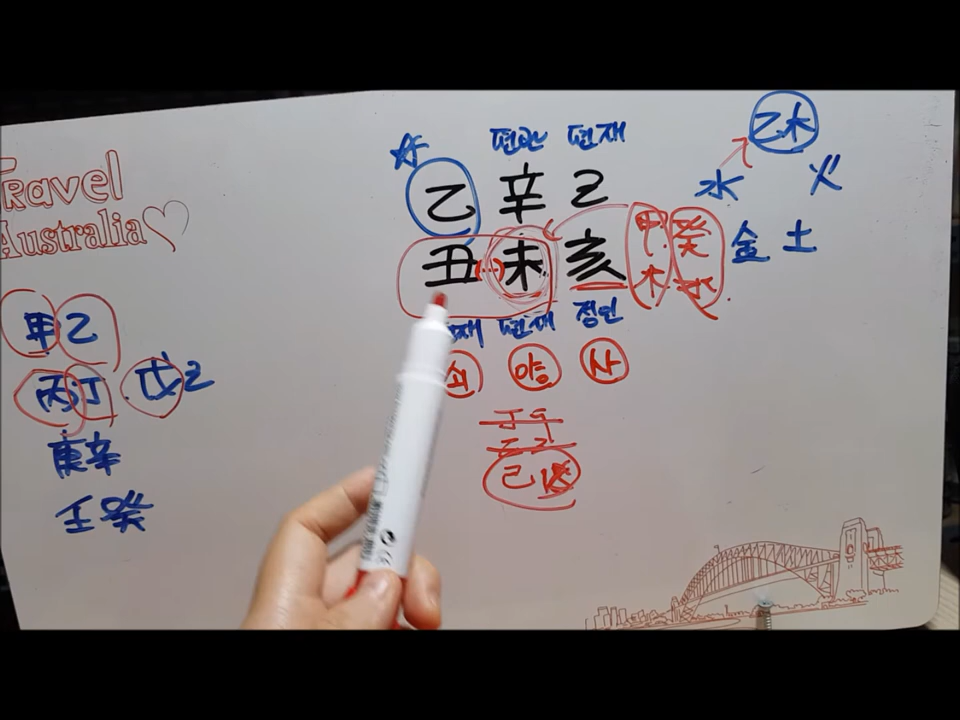 Travel
Australia
편관 편재
乙 辛 己
丑 未 亥
편재 정인
쇠 양 사
己
甲木
癸水
乙木
水 火
金 土
甲乙
丙丁 戊己
庚辛
壬癸